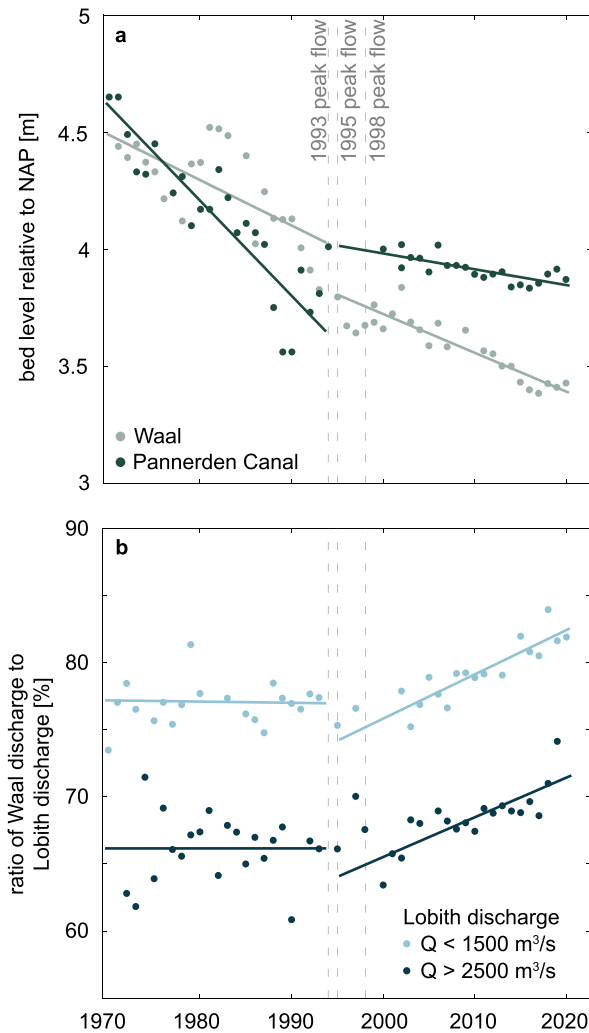 a
5
4.5
4
3.5
3
bed level relative to NAP [m]
1993 peak flow
1995 peak flow
1998 peak flow
Waal
Pannerden Canal
b
90
80
70
60
ratio of Waal discharge to
Lobith discharge [%]
Lobith discharge
Q < 1500 m³/s
Q > 2500 m³/s
1970 1980 1990 2000 2010 2020